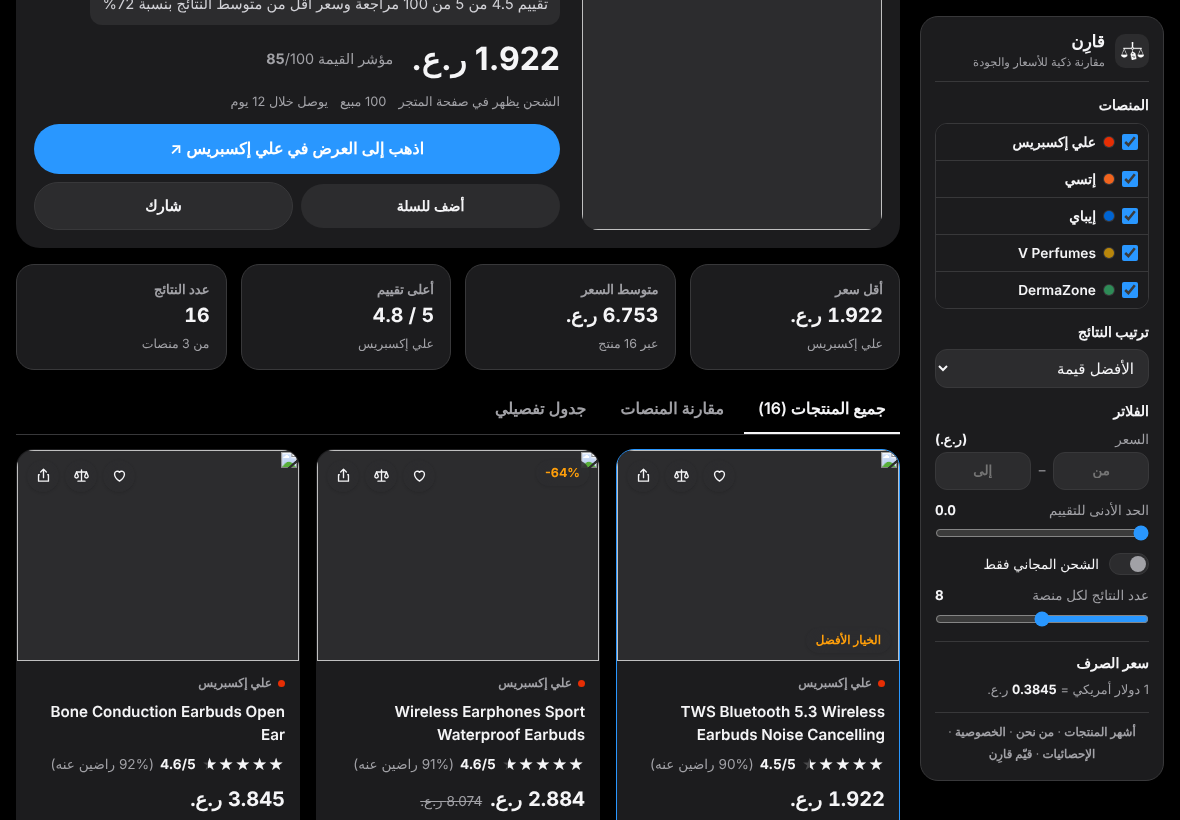 قارِن
مقارنة ذكية للأسعار والجودة
المنصات
علي إكسبريس
إتسي
إيباي
V Perfumes
DermaZone
ترتيب النتائج
الأفضل قيمة
الفلاتر
السعر (ر.ع.)
من – إلى
الحد الأدنى للتقييم 0.0
الشحن المجاني فقط
عدد النتائج لكل منصة 8
سعر الصرف
1 دولار أمريكي = 0.3845 ر.ع.
أشهر المنتجات · من نحن · الخصوصية ·
الإحصائيات · قيّم قارِن
تقييم 4.5 من 5 من 100 مراجعة وسعر أقل من متوسط النتائج بنسبة 72%
1.922 ر.ع. مؤشر القيمة 85/100
الشحن يظهر في صفحة المتجر 100 مبيع يوصل خلال 12 يوم
اذهب إلى العرض في علي إكسبريس ↗
أضف للسلة
شارك
أقل سعر
1.922 ر.ع.
علي إكسبريس
متوسط السعر
6.753 ر.ع.
عبر 16 منتج
أعلى تقييم
4.8 / 5
علي إكسبريس
عدد النتائج
16
من 3 منصات
جميع المنتجات (16) مقارنة المنصات جدول تفصيلي
الخيار الأفضل
علي إكسبريس
TWS Bluetooth 5.3 Wireless
Earbuds Noise Cancelling
4.5/5 (90% راضين عنه)
1.922 ر.ع.
-64%
علي إكسبريس
Wireless Earphones Sport
Waterproof Earbuds
4.6/5 (91% راضين عنه)
2.884 ر.ع. 8.074 ر.ع.
علي إكسبريس
Bone Conduction Earbuds Open
Ear
4.6/5 (92% راضين عنه)
3.845 ر.ع.